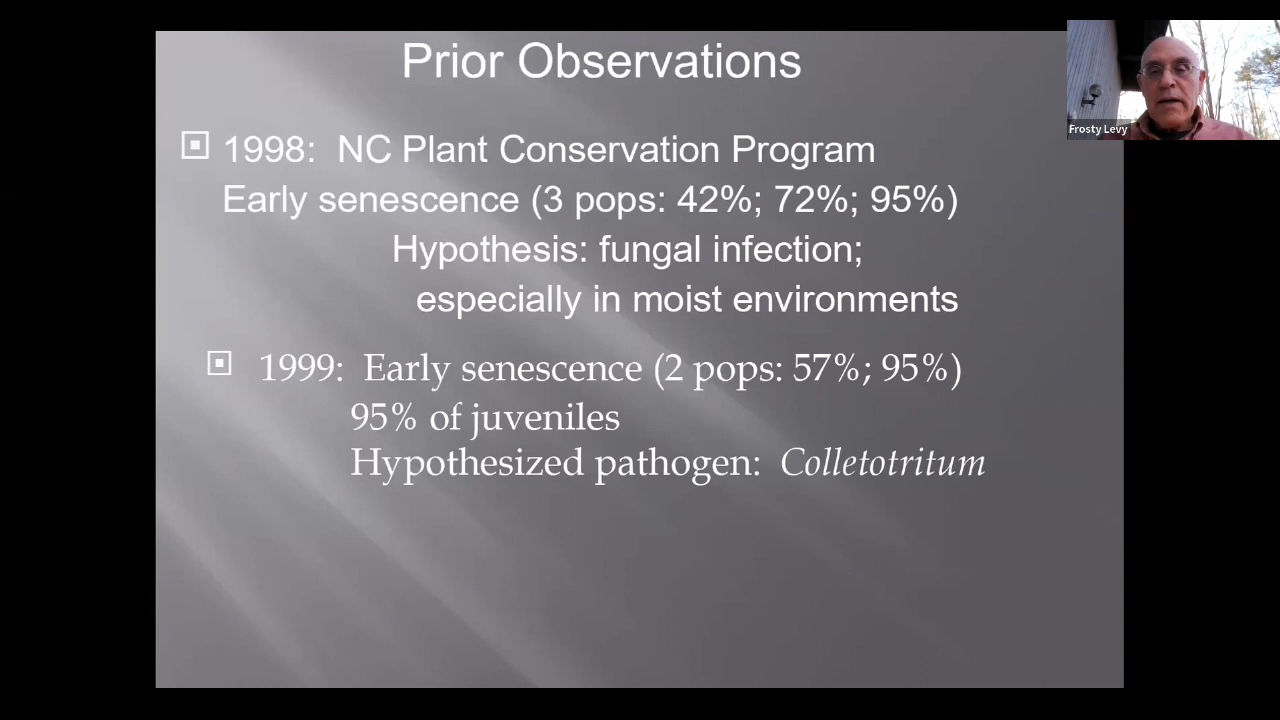 Prior Observations
1998: NC Plant Conservation Program
Early senescence (3 pops: 42%; 72%; 95%)
Hypothesis: fungal infection;
especially in moist environments
1999: Early senescence (2 pops: 57%; 95%)
95% of juveniles
Hypothesized pathogen: Colletotritum
Frosty Levy